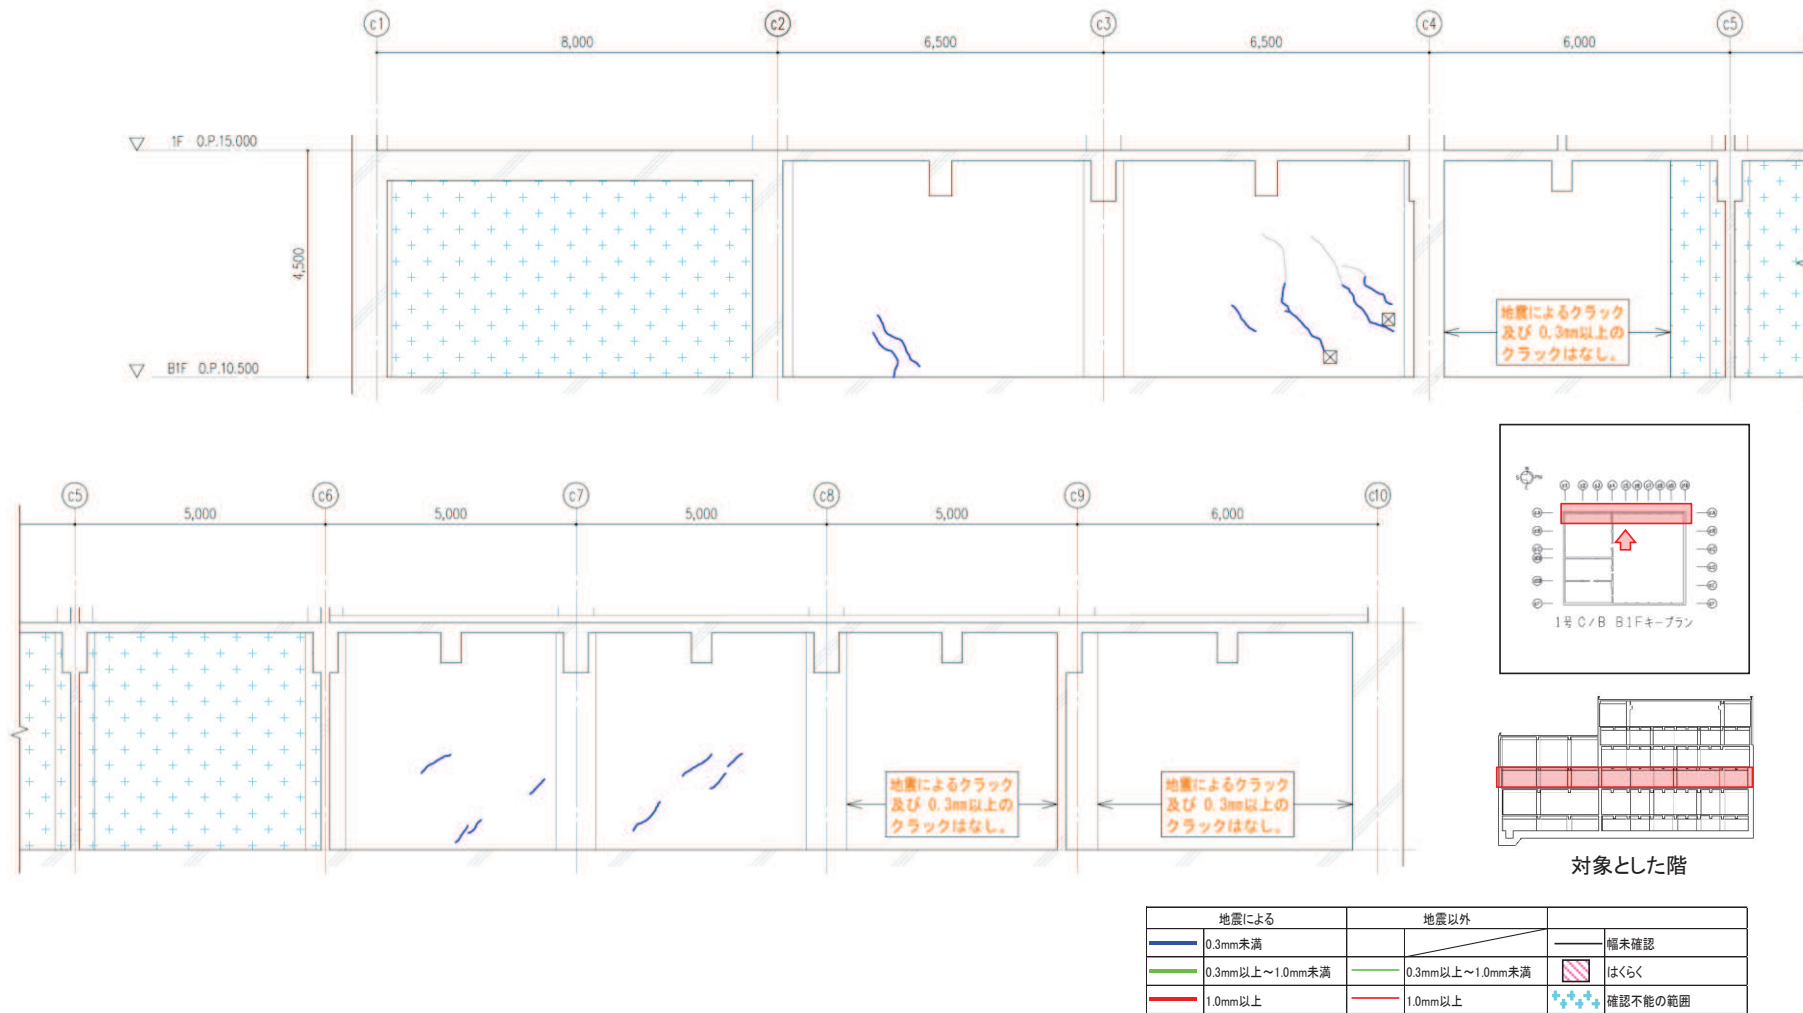 c1 c2 c3 c4 c5
8,000 6,500 6,500 6,000
1F O.P.15.000
4,500
B1F O.P.10.500
地震によるクラック
及び 0.3mm以上の
クラックはなし。
c5 c6 c7 c8 c9 c10
5,000 5,000 5,000 5,000 6,000
地震によるクラック
及び 0.3mm以上の
クラックはなし。
地震によるクラック
及び 0.3mm以上の
クラックはなし。
1号 C/B B1Fキープラン
対象とした階
地震による 地震以外
0.3mm未満 幅未確認
0.3mm以上～1.0mm未満 0.3mm以上～1.0mm未満 はくらく
1.0mm以上 1.0mm以上 確認不能の範囲